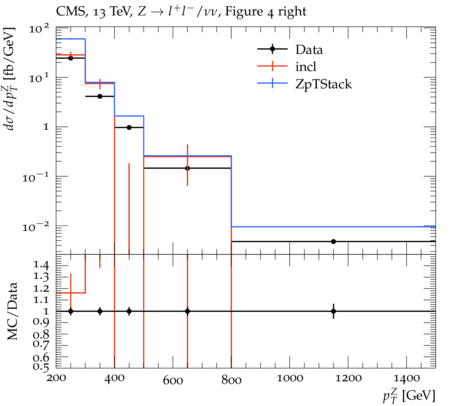 CMS, 13 TeV, Z → l⁺l⁻/νν, Figure 4 right
dσ/dp_T^Z [fb/GeV]
10²
10¹
1
10⁻¹
10⁻²
Data
incl
ZpTStack
MC/Data
1.4
1.3
1.2
1.1
1
0.9
0.8
0.7
0.6
0.5
200 400 600 800 1000 1200 1400
p_T^Z [GeV]